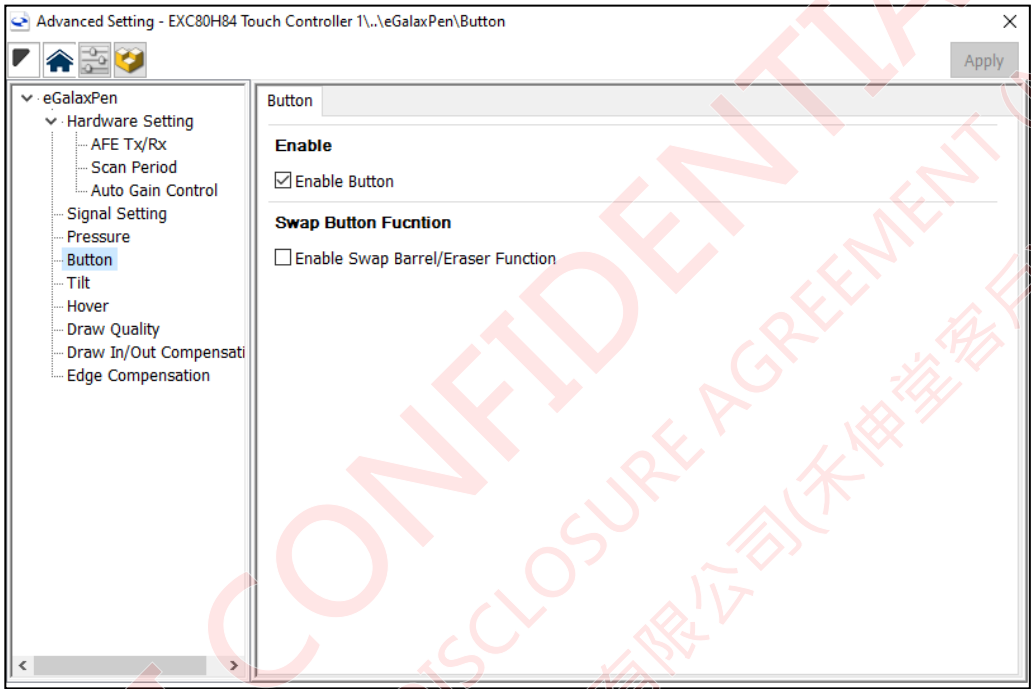 Advanced Setting - EXC80H84 Touch Controller 1\..\eGalaxPen\Button
Apply
eGalaxPen
Hardware Setting
AFE Tx/Rx
Scan Period
Auto Gain Control
Signal Setting
Pressure
Button
Tilt
Hover
Draw Quality
Draw In/Out Compensati
Edge Compensation
Button
Enable
Enable Button
Swap Button Fucntion
Enable Swap Barrel/Eraser Function
CONFIDENTIA
DISCLOSURE AGREEMENT (
有限公司(禾伸堂客戶